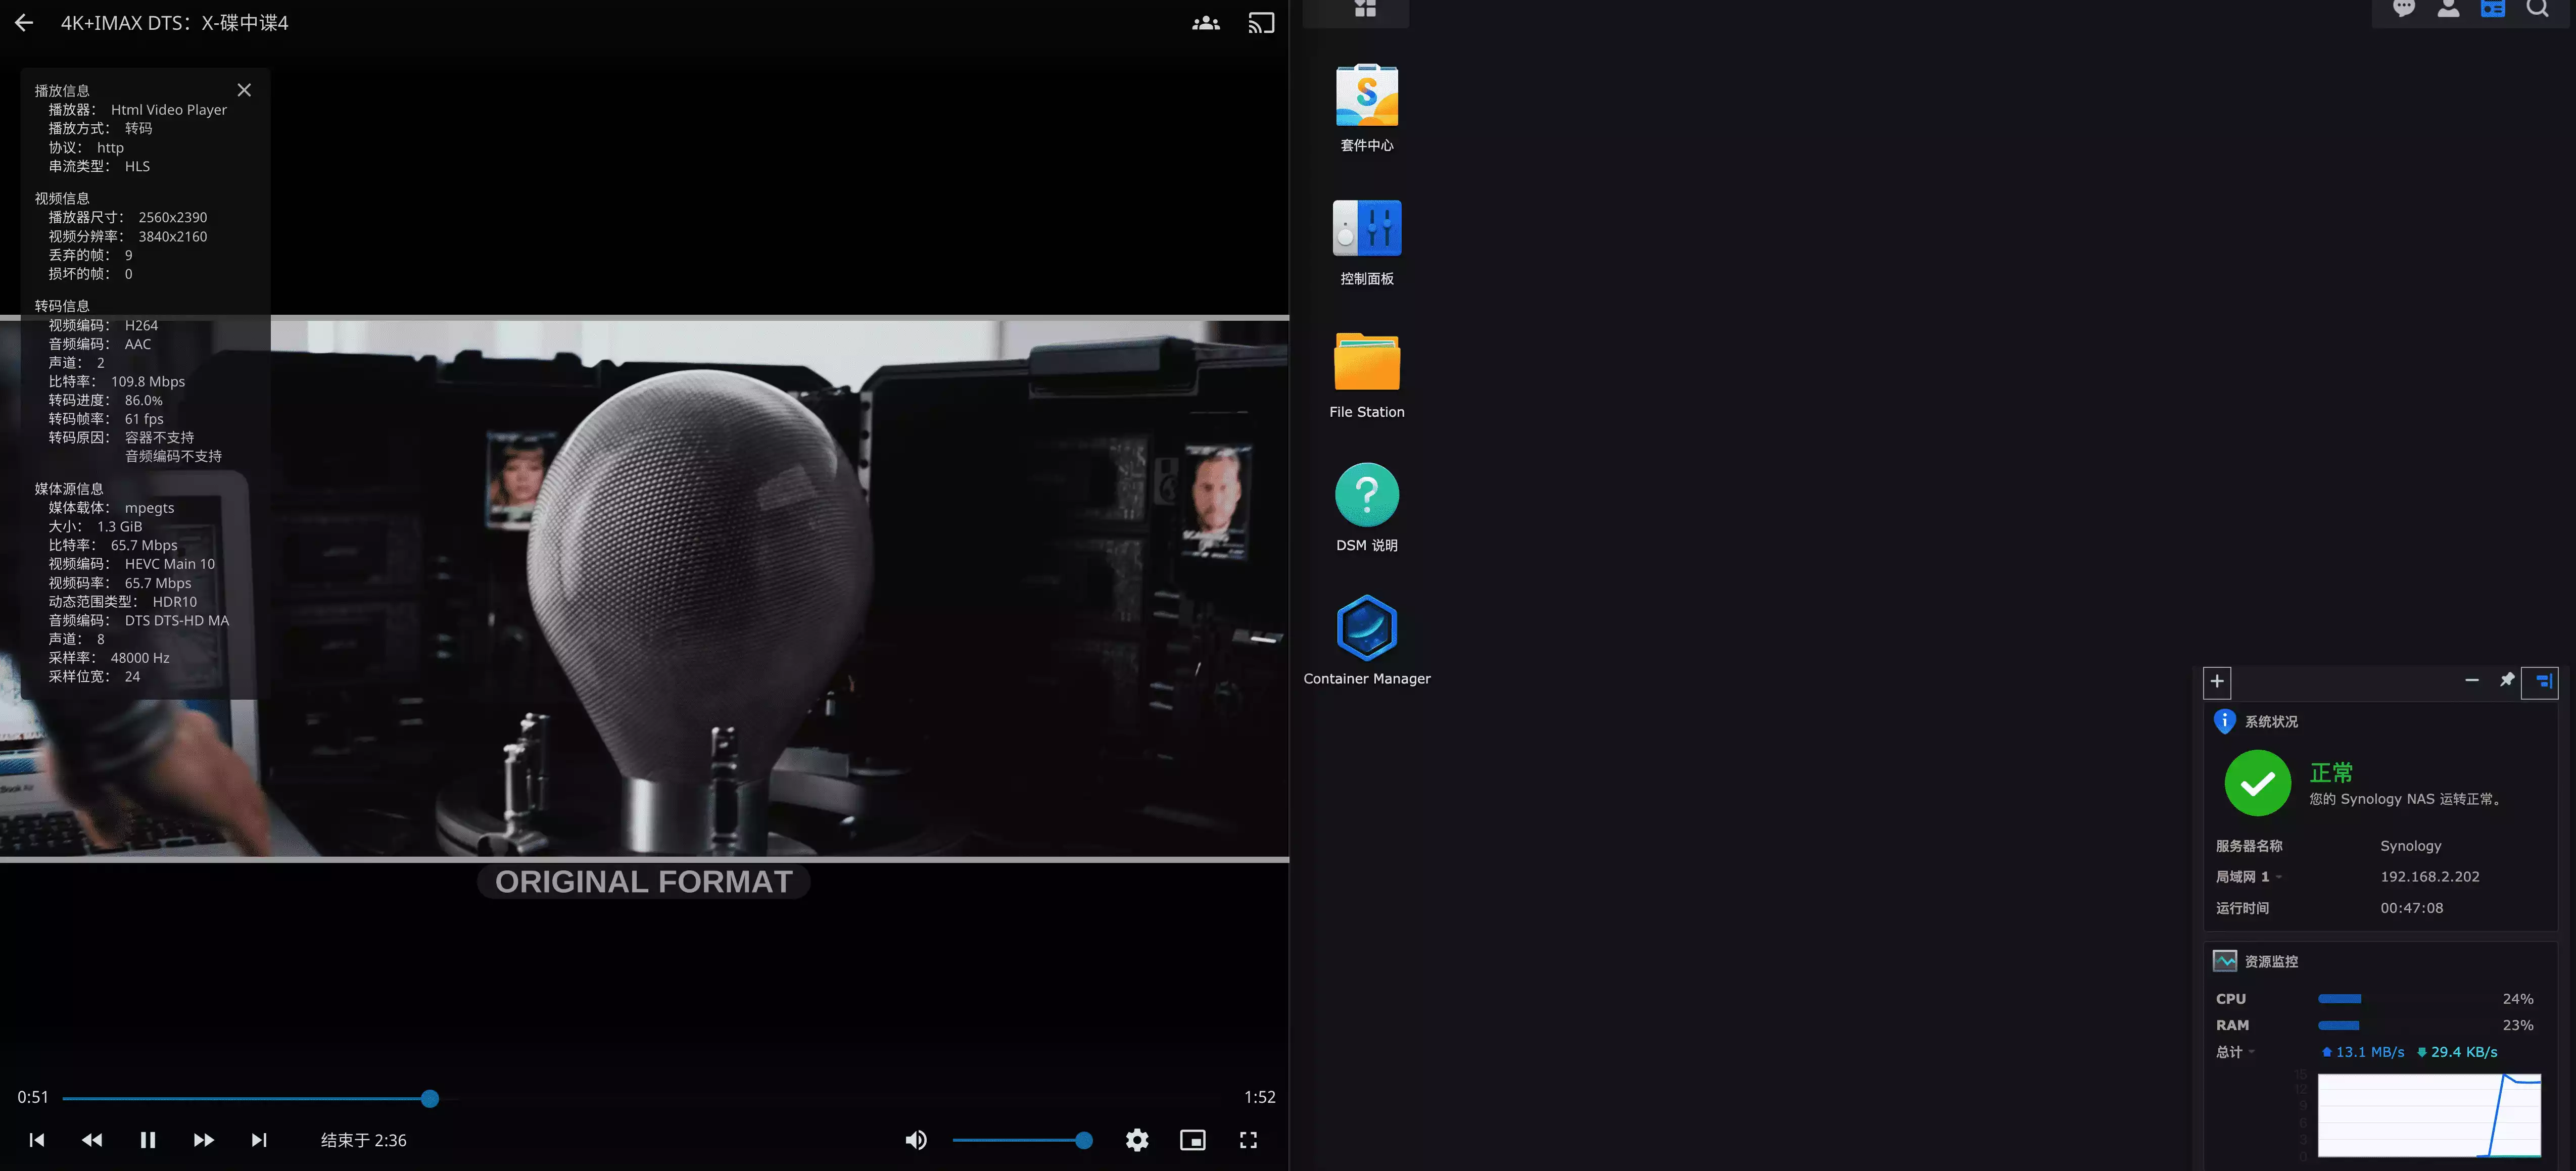 4K+IMAX DTS：X-碟中谍4
播放信息
播放器： Html Video Player
播放方式： 转码
协议： http
串流类型： HLS
视频信息
播放器尺寸： 2560x2390
视频分辨率： 3840x2160
丢弃的帧： 9
损坏的帧： 0
转码信息
视频编码： H264
音频编码： AAC
声道： 2
比特率： 109.8 Mbps
转码进度： 86.0%
转码帧率： 61 fps
转码原因： 容器不支持
音频编码不支持
媒体源信息
媒体载体： mpegts
大小： 1.3 GiB
比特率： 65.7 Mbps
视频编码： HEVC Main 10
视频码率： 65.7 Mbps
动态范围类型： HDR10
音频编码： DTS DTS-HD MA
声道： 8
采样率： 48000 Hz
采样位宽： 24
ORIGINAL FORMAT
0:51
1:52
结束于 2:36
套件中心
控制面板
File Station
DSM 说明
Container Manager
系统状况
正常
您的 Synology NAS 运转正常。
服务器名称 Synology
局域网 1 192.168.2.202
运行时间 00:47:08
资源监控
CPU 24%
RAM 23%
总计 13.1 MB/s 29.4 KB/s
15
12
9
6
3
0